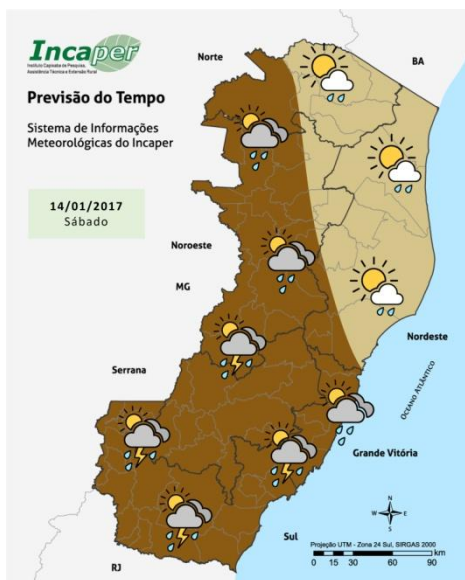 Incaper
Instituto Capixaba de Pesquisa,
Assistência Técnica e Extensão Rural
Previsão do Tempo
Sistema de Informações
Meteorológicas do Incaper
14/01/2017
Sábado
Norte
BA
Noroeste
MG
Nordeste
Serrana
OCEANO ATLÂNTICO
Grande Vitória
N
W
E
S
Sul
RJ
Projeção UTM - Zona 24 Sul, SIRGAS 2000
0 15 30 60 90
km